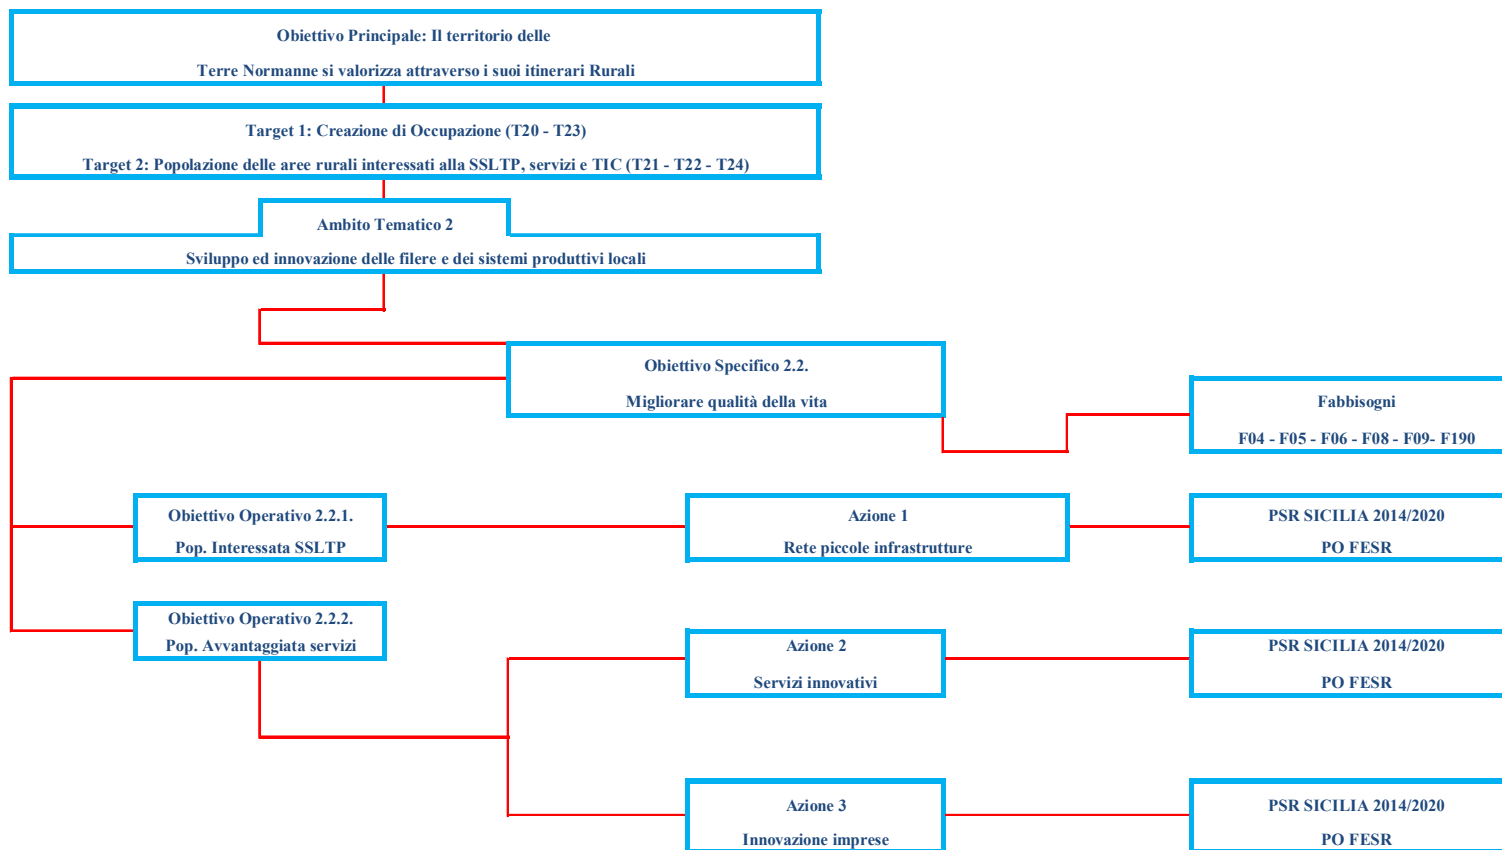 Obiettivo Principale: Il territorio delle
Terre Normanne si valorizza attraverso i suoi itinerari Rurali
Target 1: Creazione di Occupazione (T20 - T23)
Target 2: Popolazione delle aree rurali interessati alla SSLTP, servizi e TIC (T21 - T22 - T24)
Ambito Tematico 2
Sviluppo ed innovazione delle filere e dei sistemi produttivi locali
Obiettivo Specifico 2.2.
Migliorare qualità della vita
Fabbisogni
F04 - F05 - F06 - F08 - F09- F190
Obiettivo Operativo 2.2.1.
Pop. Interessata SSLTP
Azione 1
Rete piccole infrastrutture
PSR SICILIA 2014/2020
PO FESR
Obiettivo Operativo 2.2.2.
Pop. Avvantaggiata servizi
Azione 2
Servizi innovativi
PSR SICILIA 2014/2020
PO FESR
Azione 3
Innovazione imprese
PSR SICILIA 2014/2020
PO FESR